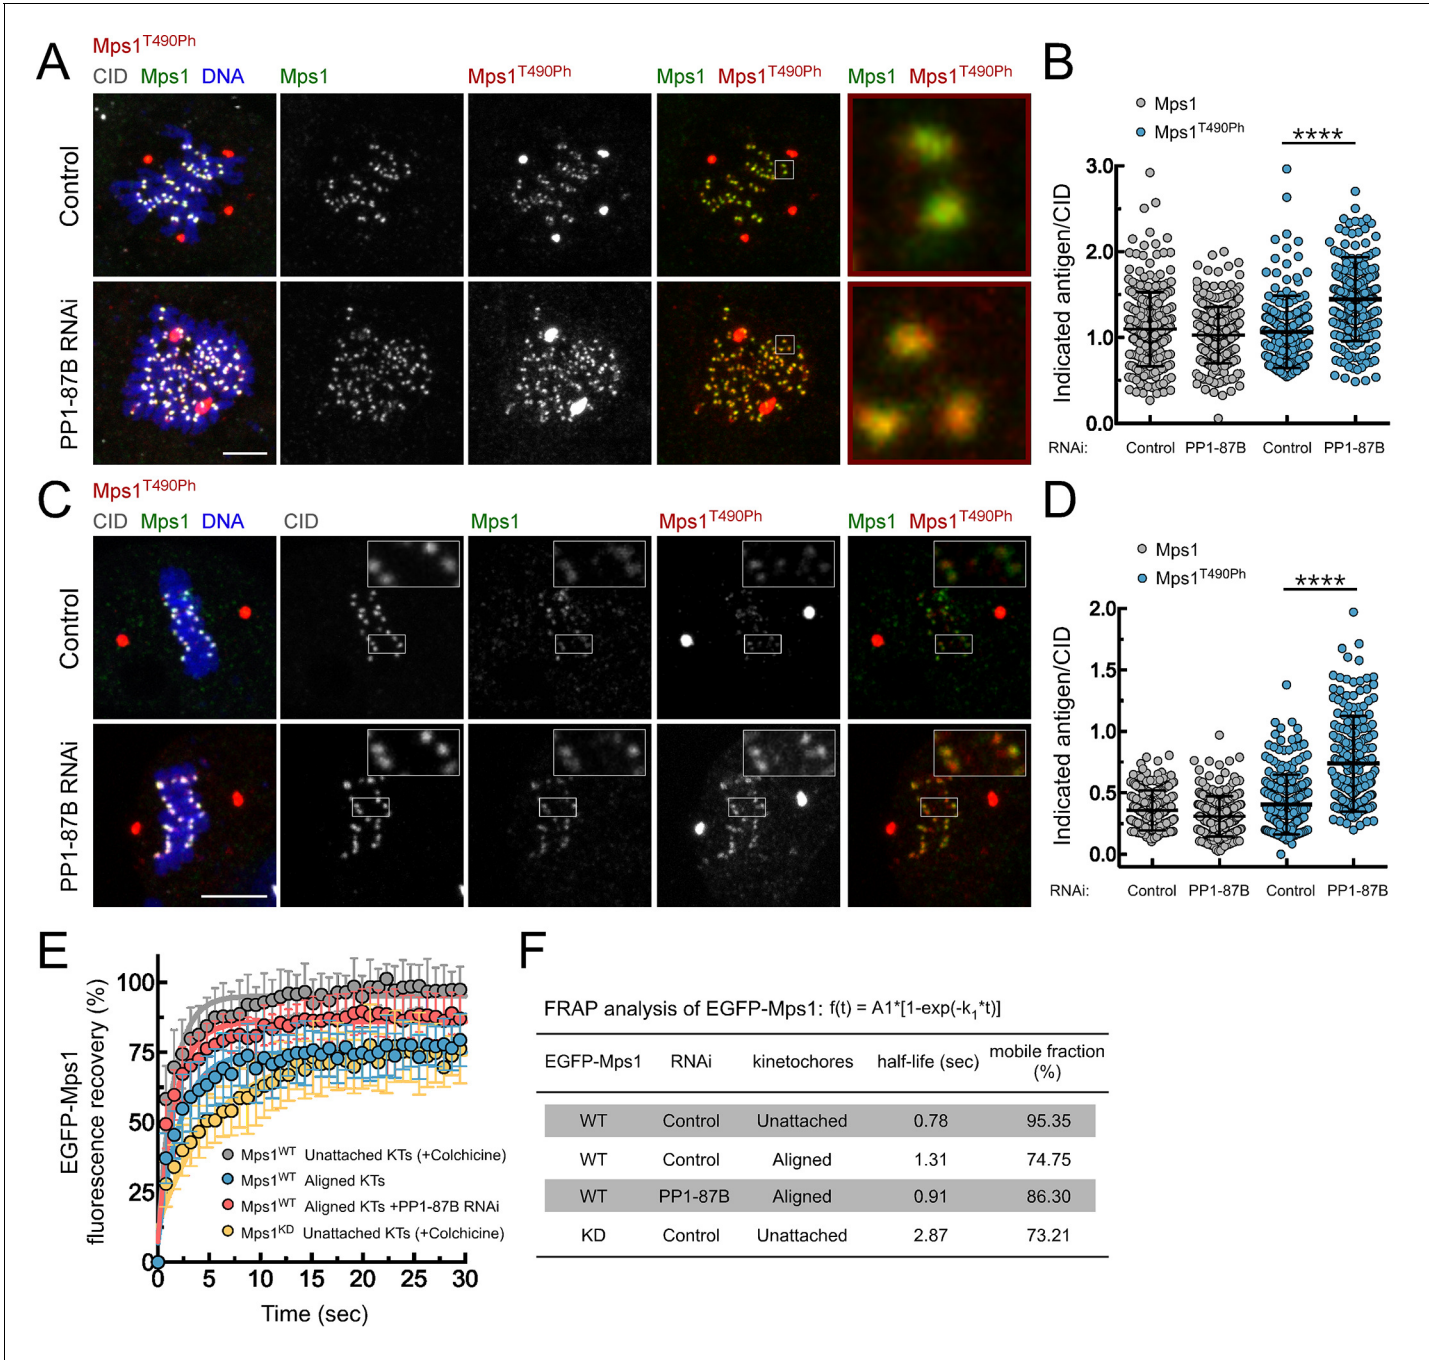 A
Mps1T490Ph
CID Mps1 DNA
Mps1
Mps1T490Ph
Mps1 Mps1T490Ph
Mps1 Mps1T490Ph
Control
PP1-87B RNAi
B
Mps1
Mps1T490Ph
****
Indicated antigen/CID
3.0
2.0
1.0
0.0
RNAi: Control PP1-87B Control PP1-87B
C
Mps1T490Ph
CID Mps1 DNA
CID
Mps1
Mps1T490Ph
Mps1 Mps1T490Ph
Control
PP1-87B RNAi
D
Mps1
Mps1T490Ph
****
Indicated antigen/CID
2.0
1.5
1.0
0.5
0.0
RNAi: Control PP1-87B Control PP1-87B
E
EGFP-Mps1
fluorescence recovery (%)
100
75
50
25
0
Mps1WT Unattached KTs (+Colchicine)
Mps1WT Aligned KTs
Mps1WT Aligned KTs +PP1-87B RNAi
Mps1KD Unattached KTs (+Colchicine)
0 5 10 15 20 25 30
Time (sec)
F
FRAP analysis of EGFP-Mps1: f(t) = A1*[1-exp(-k1*t)]
EGFP-Mps1 RNAi kinetochores half-life (sec) mobile fraction (%)
WT Control Unattached 0.78 95.35
WT Control Aligned 1.31 74.75
WT PP1-87B Aligned 0.91 86.30
KD Control Unattached 2.87 73.21